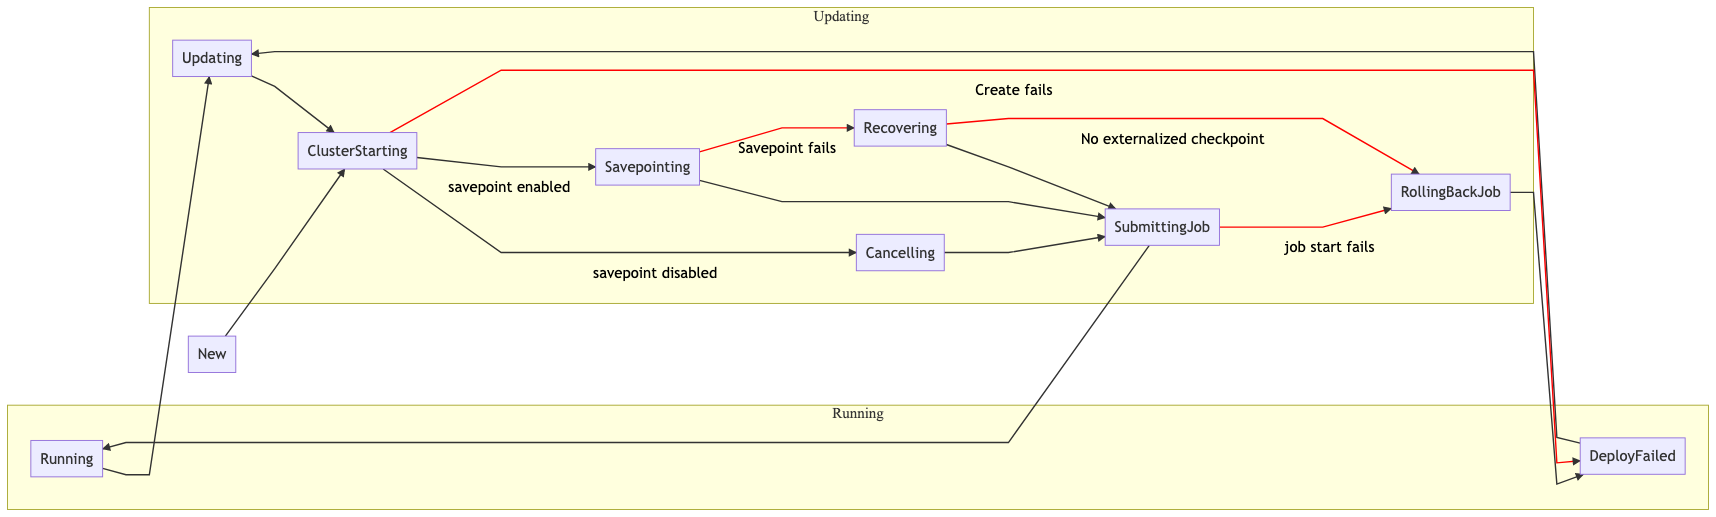 Updating
Updating
Create fails
Recovering
No externalized checkpoint
ClusterStarting
Savepoint fails
Savepointing
savepoint enabled
RollingBackJob
SubmittingJob
Cancelling
job start fails
savepoint disabled
New
Running
Running
DeployFailed